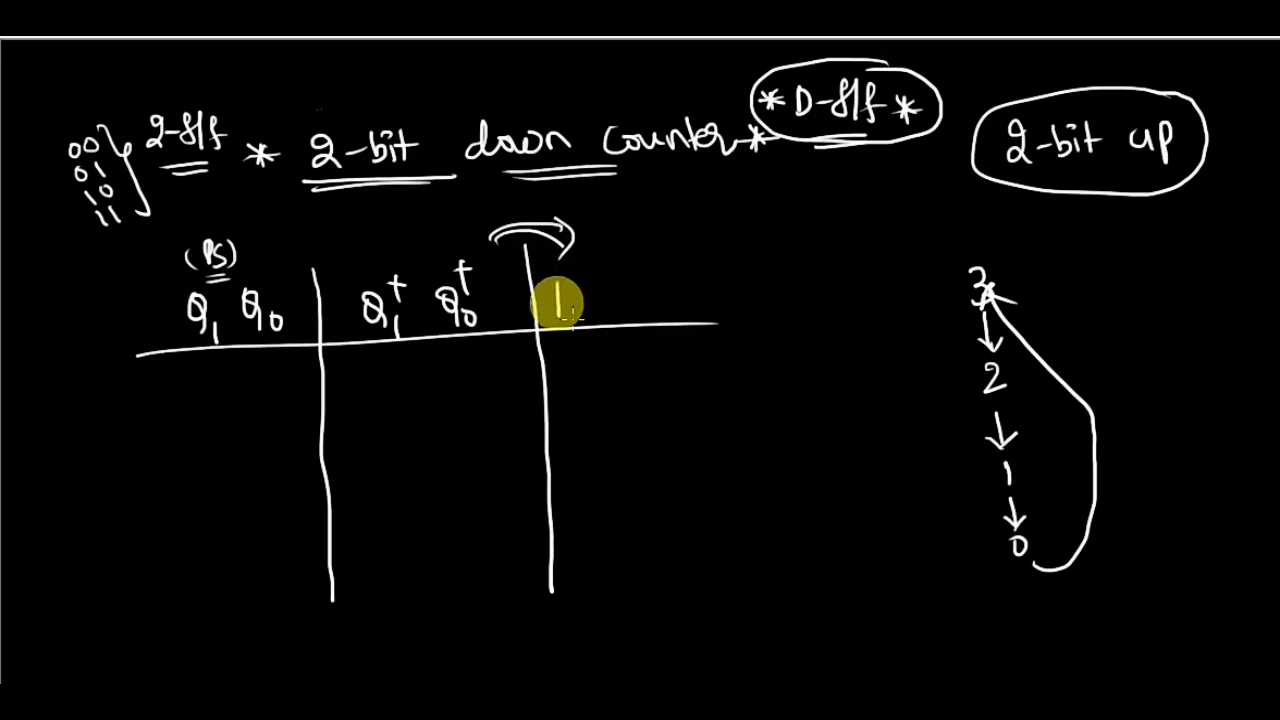 * D-f/f *
2-bit up
00
01
10
11
2-f/f * 2-bit down counter *
(PS)
Q1 Q0 Q1+ Q0+
3
2
1
0